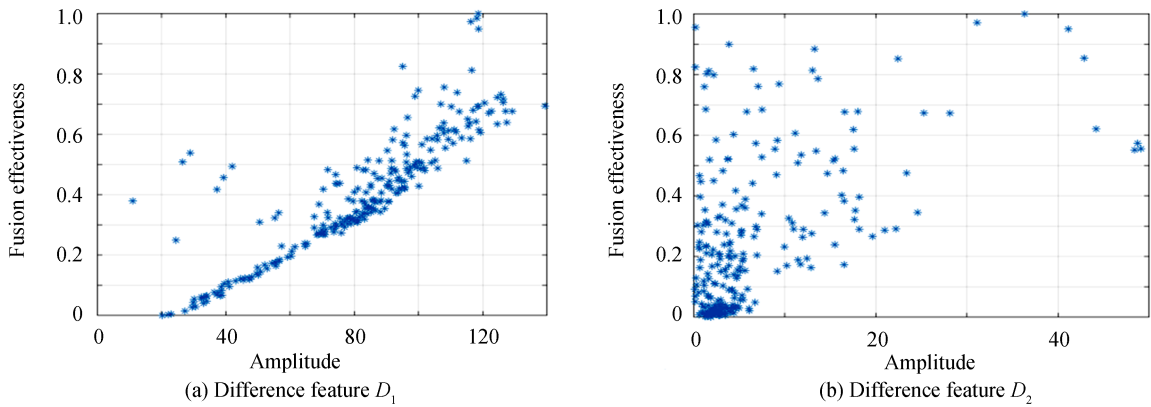 1.0
0.8
0.6
0.4
0.2
0
Fusion effectiveness
0 40 80 120
Amplitude
(a) Difference feature D1
1.0
0.8
0.6
0.4
0.2
0
Fusion effectiveness
0 20 40
Amplitude
(b) Difference feature D2